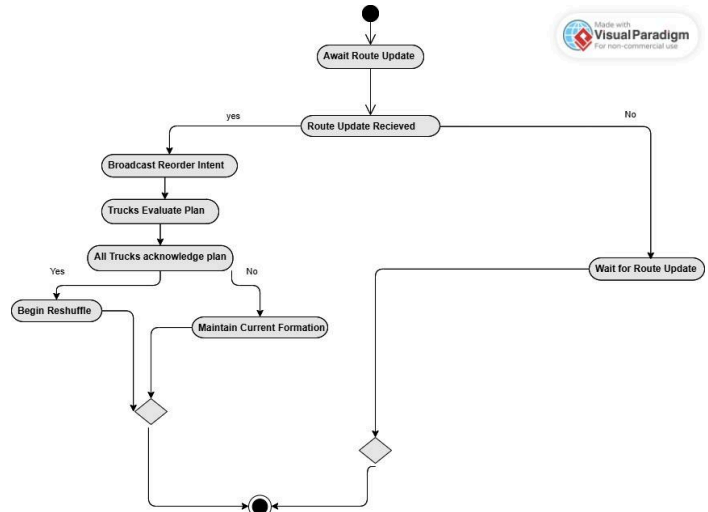 Made with
Visual Paradigm
For non-commercial use
Await Route Update
Route Update Recieved
yes
No
Broadcast Reorder Intent
Trucks Evaluate Plan
All Trucks acknowledge plan
Yes
No
Wait for Route Update
Begin Reshuffle
Maintain Current Formation